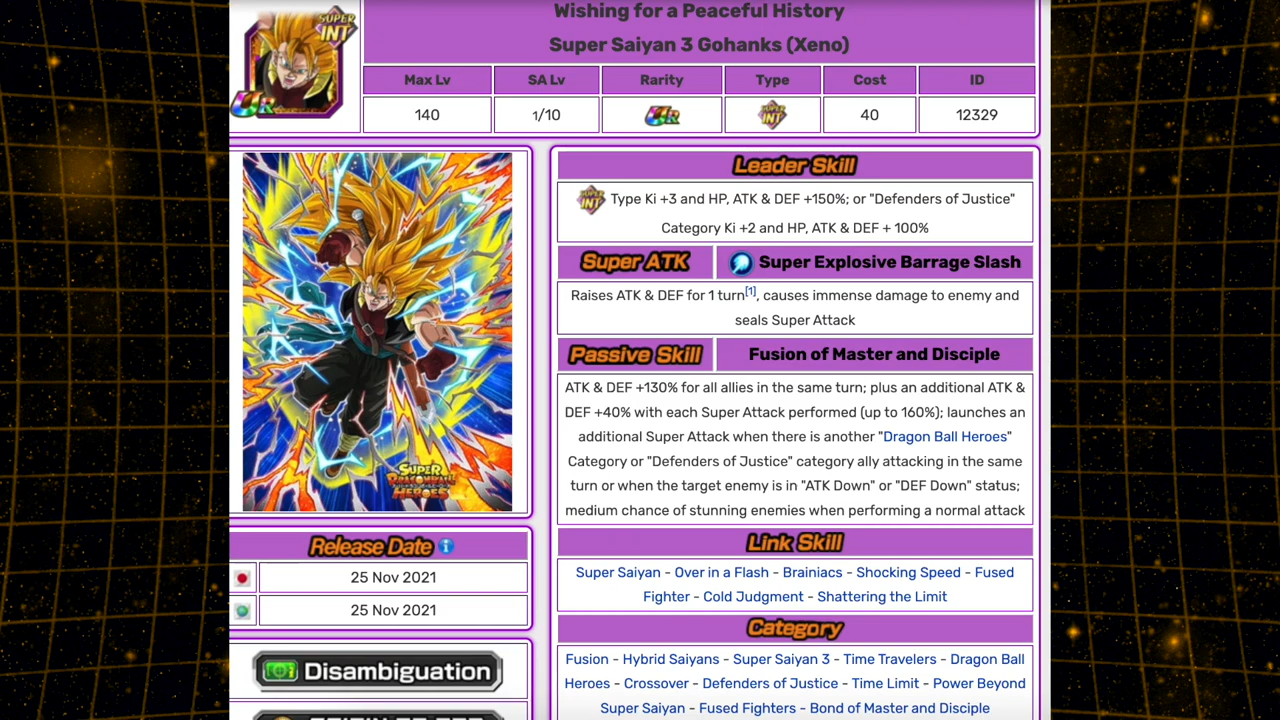 Wishing for a Peaceful History
Super Saiyan 3 Gohanks (Xeno)
SUPER INT
UR
Max Lv SA Lv Rarity Type Cost ID
140 1/10 UR SUPER INT 40 12329
Leader Skill
SUPER INT Type Ki +3 and HP, ATK & DEF +150%; or "Defenders of Justice"
Category Ki +2 and HP, ATK & DEF + 100%
Super ATK Super Explosive Barrage Slash
Raises ATK & DEF for 1 turn[1], causes immense damage to enemy and
seals Super Attack
Passive Skill Fusion of Master and Disciple
ATK & DEF +130% for all allies in the same turn; plus an additional ATK &
DEF +40% with each Super Attack performed (up to 160%); launches an
additional Super Attack when there is another "Dragon Ball Heroes"
Category or "Defenders of Justice" category ally attacking in the same
turn or when the target enemy is in "ATK Down" or "DEF Down" status;
medium chance of stunning enemies when performing a normal attack
Link Skill
Super Saiyan - Over in a Flash - Brainiacs - Shocking Speed - Fused
Fighter - Cold Judgment - Shattering the Limit
Category
Fusion - Hybrid Saiyans - Super Saiyan 3 - Time Travelers - Dragon Ball
Heroes - Crossover - Defenders of Justice - Time Limit - Power Beyond
Super Saiyan - Fused Fighters - Bond of Master and Disciple
SUPER
DRAGON BALL
HEROES
Release Date
25 Nov 2021
25 Nov 2021
Disambiguation